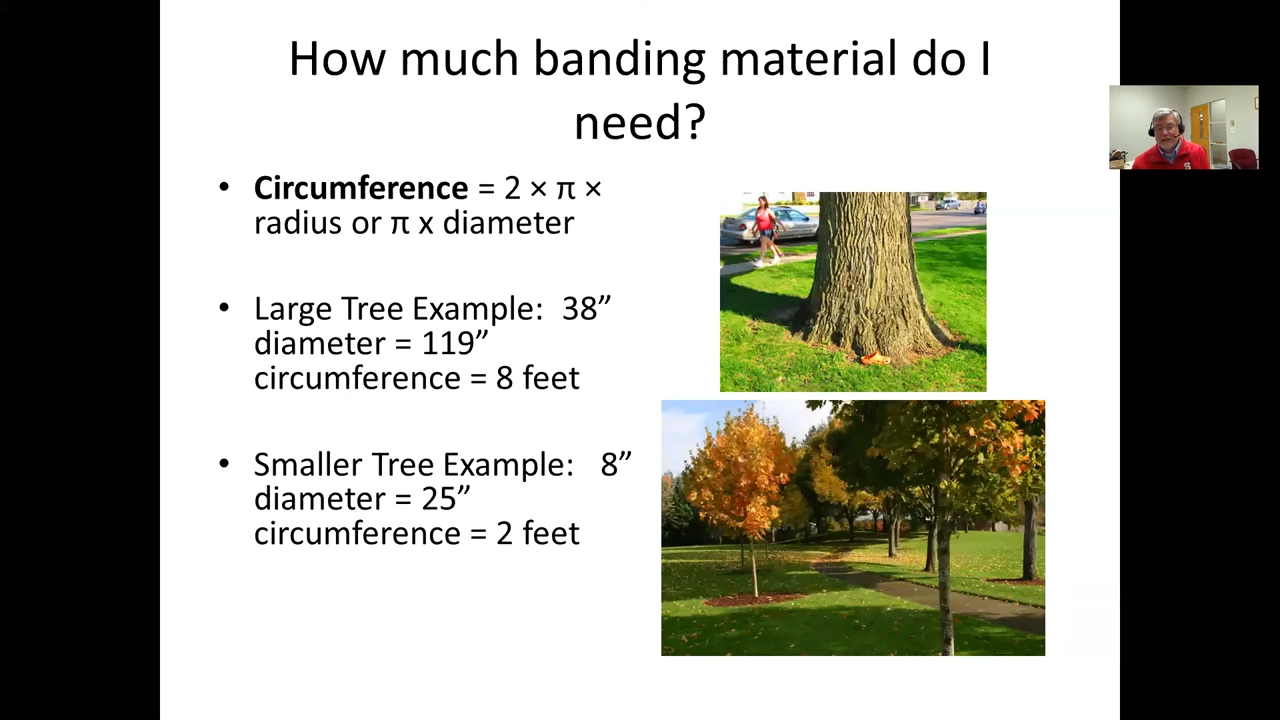 How much banding material do I
need?
• Circumference = 2 × π ×
radius or π x diameter
• Large Tree Example: 38”
diameter = 119”
circumference = 8 feet
• Smaller Tree Example: 8”
diameter = 25”
circumference = 2 feet